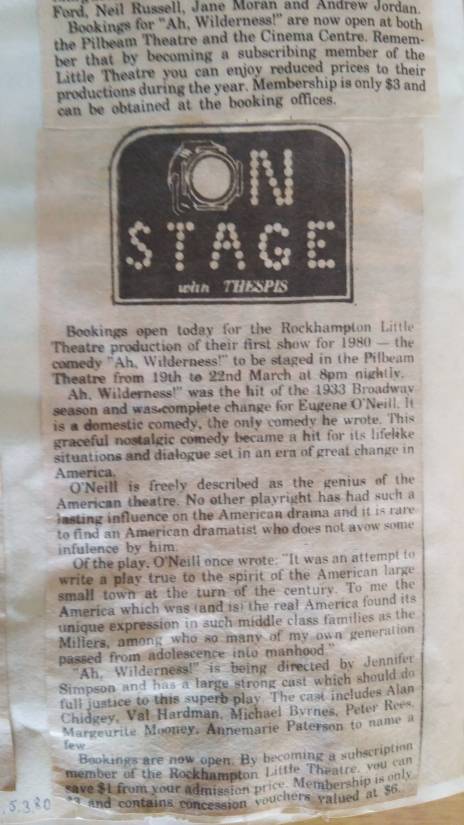 Ford, Neil Russell, Jane Moran and Andrew Jordan.
Bookings for "Ah, Wilderness!" are now open at both
the Pilbeam Theatre and the Cinema Centre. Remem-
ber that by becoming a subscribing member of the
Little Theatre you can enjoy reduced prices to their
productions during the year. Membership is only $3 and
can be obtained at the booking offices.
ON
STAGE
with THESPIS
Bookings open today for the Rockhampton Little
Theatre production of their first show for 1980 — the
comedy "Ah, Wilderness!" to be staged in the Pilbeam
Theatre from 19th to 22nd March at 8pm nightly.
Ah, Wilderness!" was the hit of the 1933 Broadway
season and was complete change for Eugene O'Neill. It
is a domestic comedy, the only comedy he wrote. This
graceful nostalgic comedy became a hit for its lifelike
situations and dialogue set in an era of great change in
America.
O'Neill is freely described as the genius of the
American theatre. No other playright has had such a
lasting influence on the American drama and it is rare
to find an American dramatist who does not avow some
infulence by him.
Of the play, O'Neill once wrote: "It was an attempt to
write a play true to the spirit of the American large
small town at the turn of the century. To me the
America which was (and is) the real America found its
unique expression in such middle class families as the
Millers, among who so many of my own generation
passed from adolescence into manhood."
"Ah, Wilderness!" is being directed by Jennifer
Simpson and has a large strong cast which should do
full justice to this superb play. The cast includes Alan
Chidgey, Val Hardman, Michael Byrnes, Peter Rees,
Margeurite Mooney, Annemarie Paterson to name a
few.
Bookings are now open. By becoming a subscription
member of the Rockhampton Little Theatre, you can
save $1 from your admission price. Membership is only
$3 and contains concession vouchers valued at $6.
5.3.80